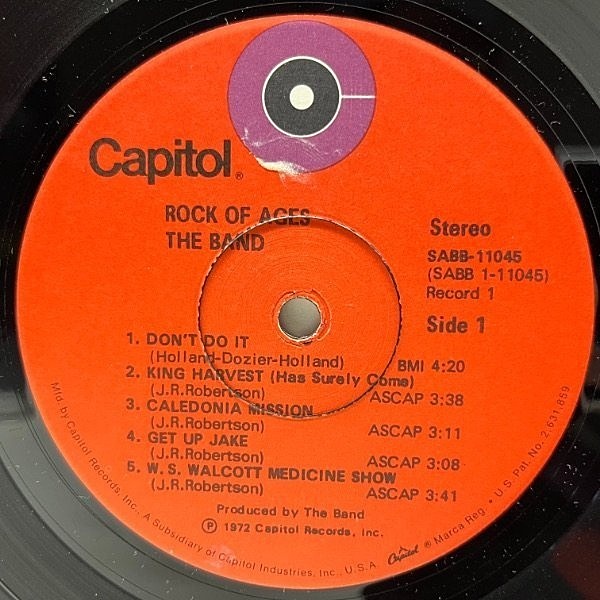 Capitol®
ROCK OF AGES
THE BAND
Stereo
SABB-11045
(SABB 1-11045)
Record 1
Side 1
1. DON'T DO IT
(Holland-Dozier-Holland) BMI 4:20
2. KING HARVEST (Has Surely Come)
(J.R.Robertson) ASCAP 3:38
3. CALEDONIA MISSION
(J.R.Robertson) ASCAP 3:11
4. GET UP JAKE
(J.R.Robertson) ASCAP 3:08
5. W.S. WALCOTT MEDICINE SHOW
(J.R.Robertson) ASCAP 3:41
Produced by The Band
Ⓟ 1972 Capitol Records, Inc.
Mfd. by Capitol Records, Inc., A Subsidiary of Capitol Industries, Inc., U.S.A. Capitol ® Marca Reg. • U.S. Pat. No. 2,631,859